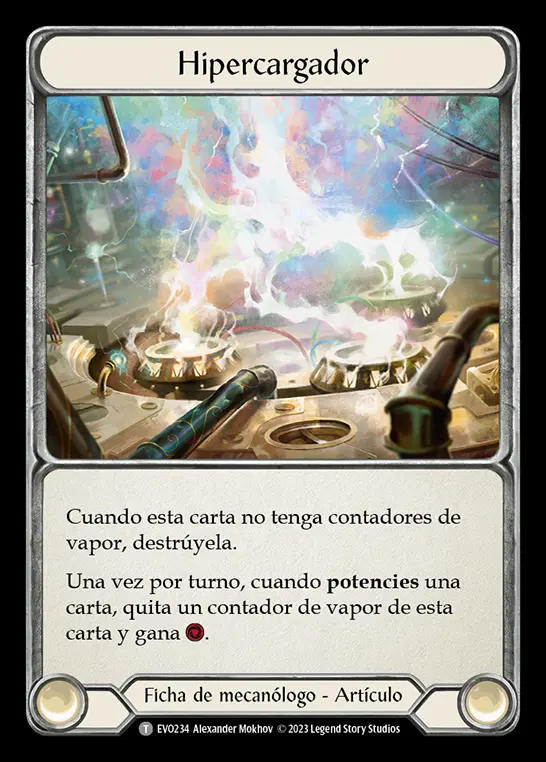 Hipercargador
Cuando esta carta no tenga contadores de
vapor, destrúyela.
Una vez por turno, cuando potencies una
carta, quita un contador de vapor de esta
carta y gana .
Ficha de mecanólogo - Artículo
T EVO234 Alexander Mokhov © 2023 Legend Story Studios